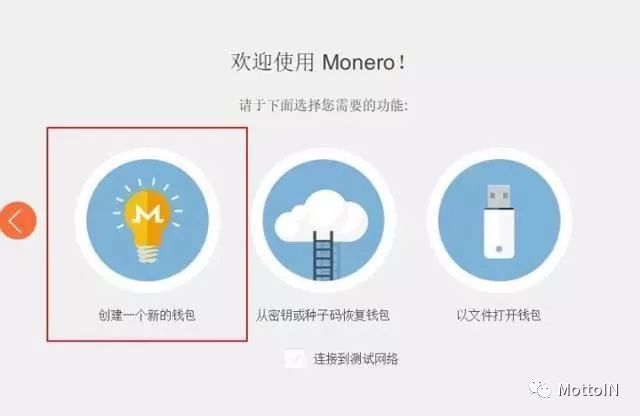 欢迎使用 Monero！
请于下面选择您需要的功能:
创建一个新的钱包
从密钥或种子码恢复钱包
以文件打开钱包
连接到测试网络
MottoIN